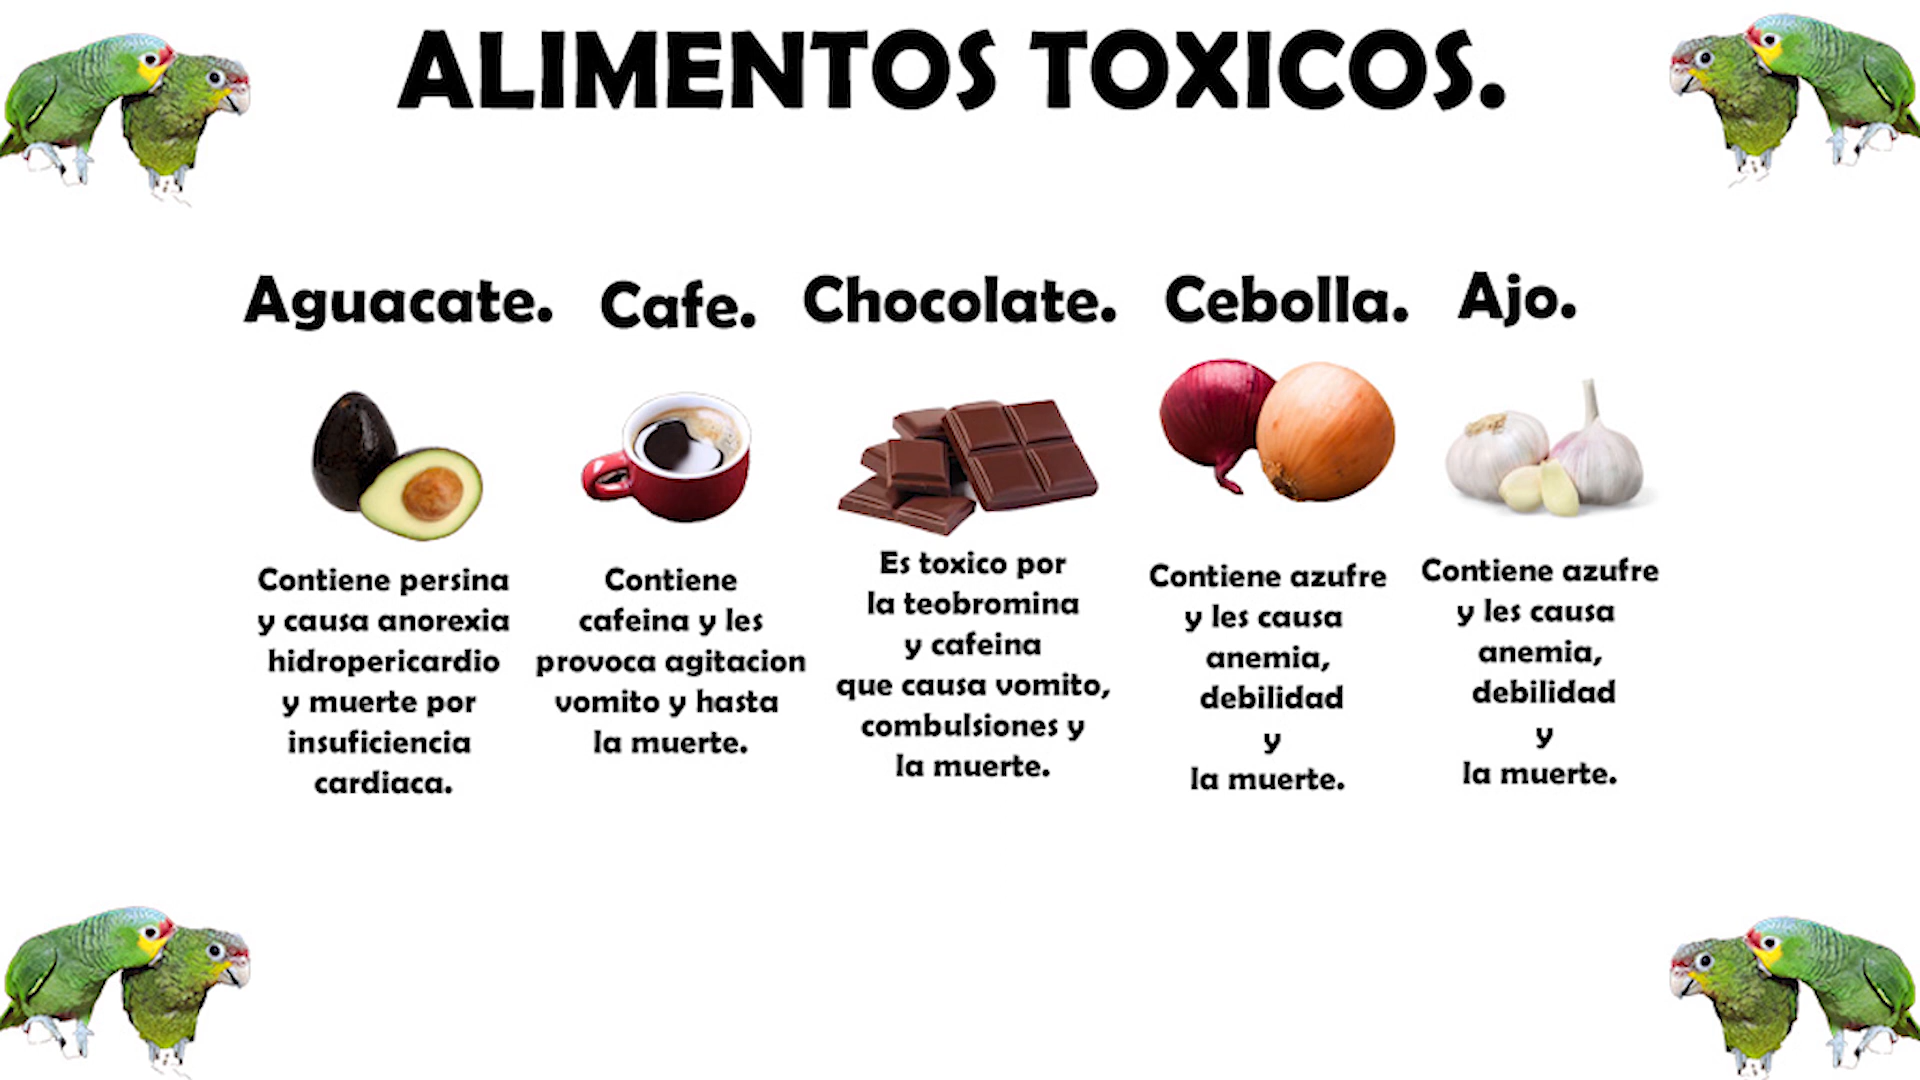 ALIMENTOS TOXICOS.
Aguacate.
Contiene persina
y causa anorexia
hidropericardio
y muerte por
insuficiencia
cardiaca.
Cafe.
Contiene
cafeina y les
provoca agitacion
vomito y hasta
la muerte.
Chocolate.
Es toxico por
la teobromina
y cafeina
que causa vomito,
combulsiones y
la muerte.
Cebolla.
Contiene azufre
y les causa
anemia,
debilidad
y
la muerte.
Ajo.
Contiene azufre
y les causa
anemia,
debilidad
y
la muerte.